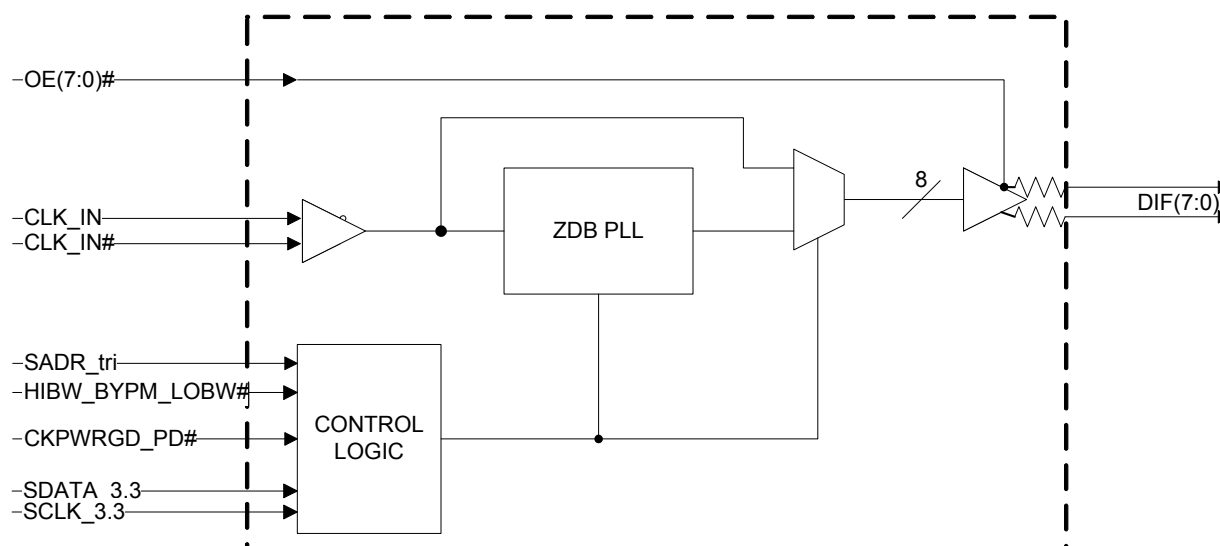 OE(7:0)#
8
CLK_IN
CLK_IN#
ZDB PLL
DIF(7:0)
SADR_tri
HIBW_BYPM_LOBW#
CKPWRGD_PD#
CONTROL
LOGIC
SDATA_3.3
SCLK_3.3